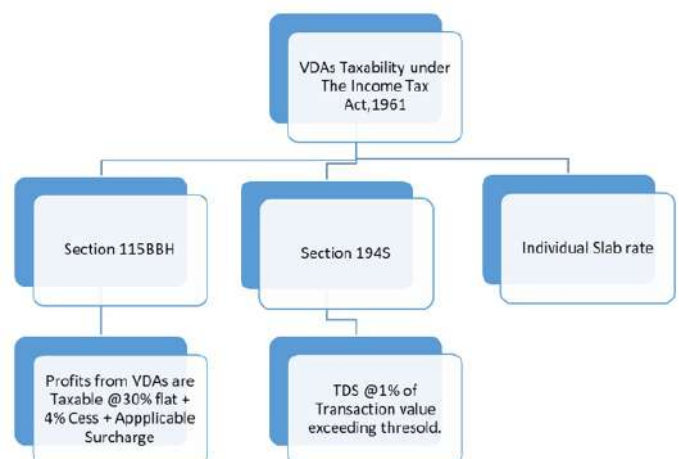 VDAs Taxability under
The Income Tax
Act,1961
Section 115BBH
Section 194S
Individual Slab rate
Profits from VDAs are
Taxable @30% flat +
4% Cess + Appplicable
Surcharge
TDS @1% of
Transaction value
exceeding thresold.